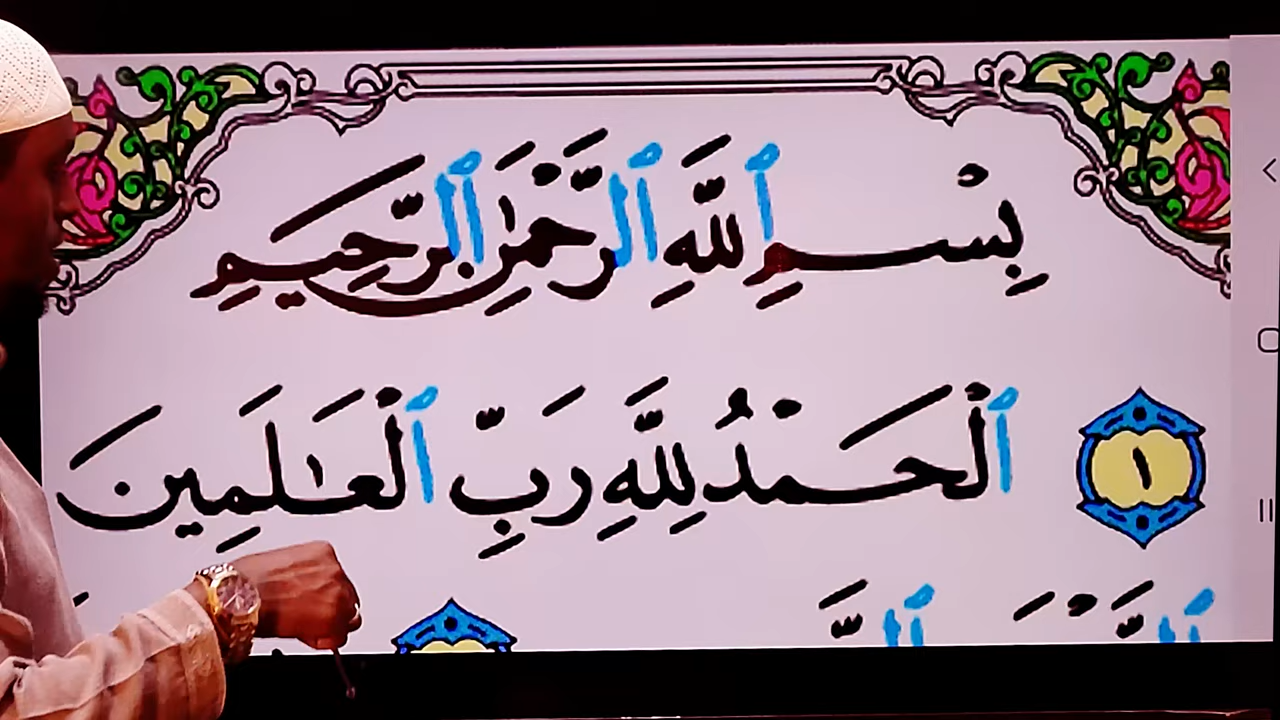 بِسْمِ ٱللَّهِ ٱلرَّحْمَٰنِ ٱلرَّحِيمِ
١ ٱلْحَمْدُ لِلَّهِ رَبِّ ٱلْعَـٰلَمِينَ